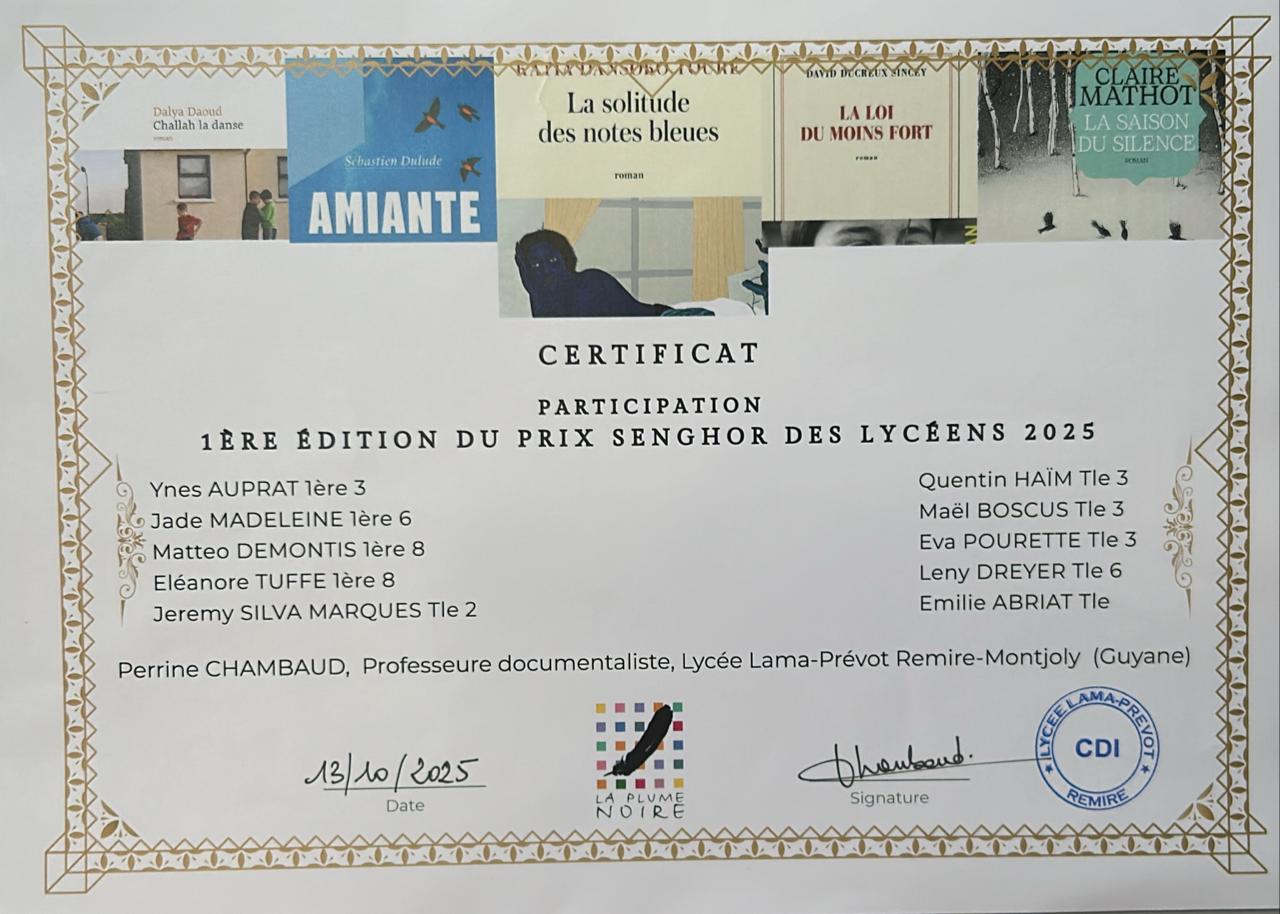 Dalya Daoud
Challah la danse
roman
Sébastien Dulude
AMIANTE
La solitude
des notes bleues
roman
DAVID DUCREUX SINCEY
LA LOI
DU MOINS FORT
roman
CLAIRE
MATHOT
LA SAISON
DU SILENCE
ROMAN
CERTIFICAT
PARTICIPATION
1ÈRE ÉDITION DU PRIX SENGHOR DES LYCÉENS 2025
Ynes AUPRAT 1ère 3
Jade MADELEINE 1ère 6
Matteo DEMONTIS 1ère 8
Eléanore TUFFE 1ère 8
Jeremy SILVA MARQUES Tle 2
Quentin HAÏM Tle 3
Maël BOSCUS Tle 3
Eva POURETTE Tle 3
Leny DREYER Tle 6
Emilie ABRIAT Tle
Perrine CHAMBAUD, Professeure documentaliste, Lycée Lama-Prévot Remire-Montjoly (Guyane)
13/10/2025
Date
LA PLUME
NOIRE
Chambaud.
Signature
LYCEE LAMA-PREVOT
CDI
REMIRE